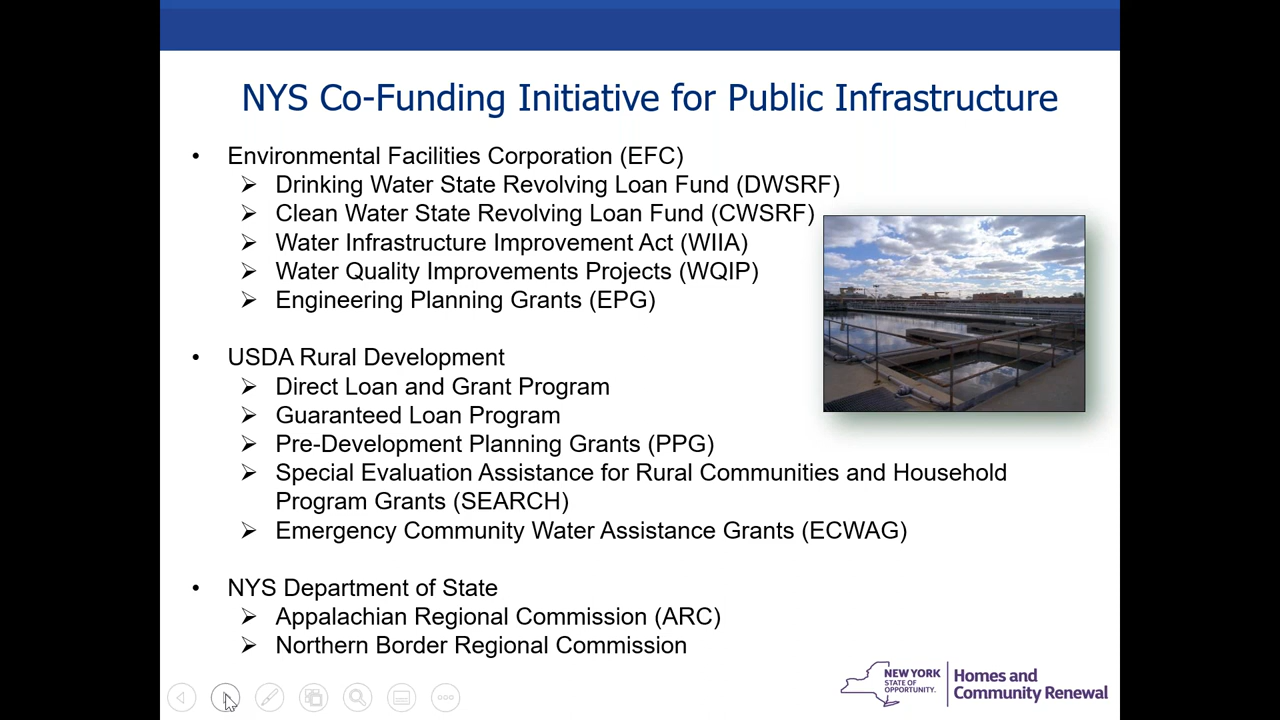 NYS Co-Funding Initiative for Public Infrastructure
• Environmental Facilities Corporation (EFC)
➢ Drinking Water State Revolving Loan Fund (DWSRF)
➢ Clean Water State Revolving Loan Fund (CWSRF)
➢ Water Infrastructure Improvement Act (WIIA)
➢ Water Quality Improvements Projects (WQIP)
➢ Engineering Planning Grants (EPG)
• USDA Rural Development
➢ Direct Loan and Grant Program
➢ Guaranteed Loan Program
➢ Pre-Development Planning Grants (PPG)
➢ Special Evaluation Assistance for Rural Communities and Household
Program Grants (SEARCH)
➢ Emergency Community Water Assistance Grants (ECWAG)
• NYS Department of State
➢ Appalachian Regional Commission (ARC)
➢ Northern Border Regional Commission
NEW YORK
STATE OF
OPPORTUNITY.
Homes and
Community Renewal